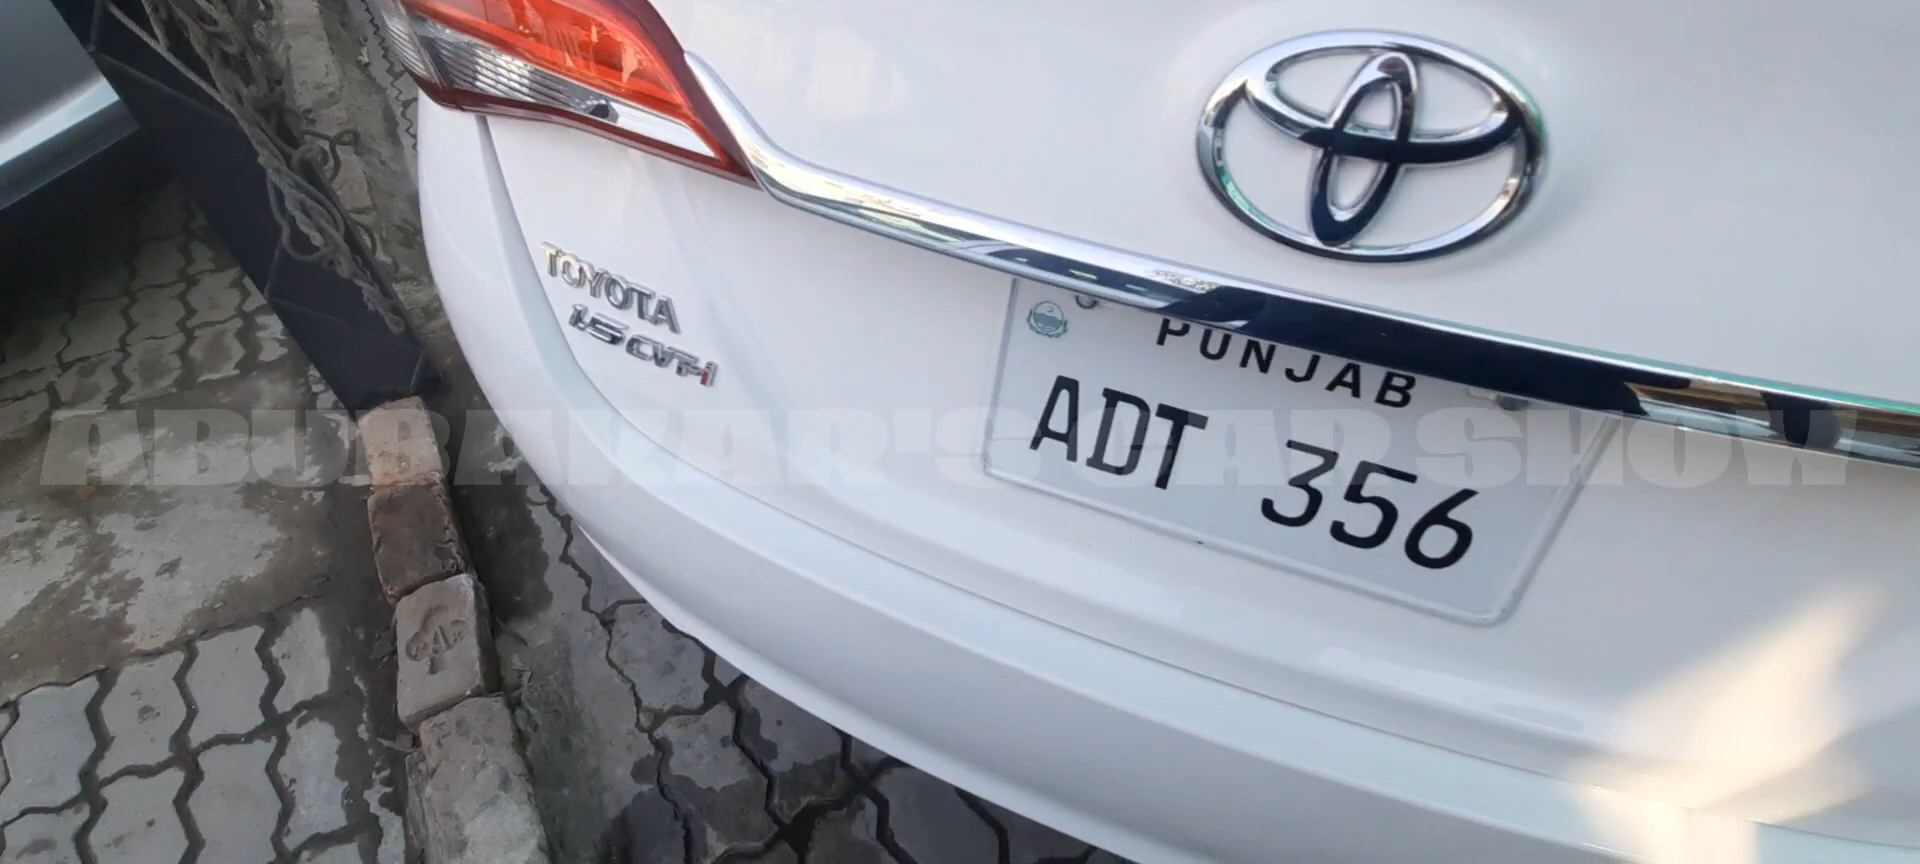 TOYOTA
1.5 CVT-i
PUNJAB
ADT 356
ABUBAKAR'S CAR SHOW